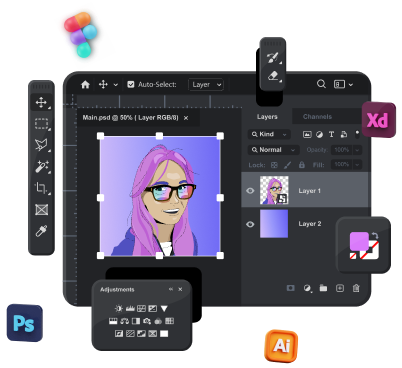 Auto-Select:
Layer
Main.psd @ 50% ( Layer RGB/8) ×
Layers
Channels
Kind
Normal
Opacity:
100%
Lock:
Fill:
100%
Layer 1
Layer 2
Adjustments
Xd
Ps
Ai